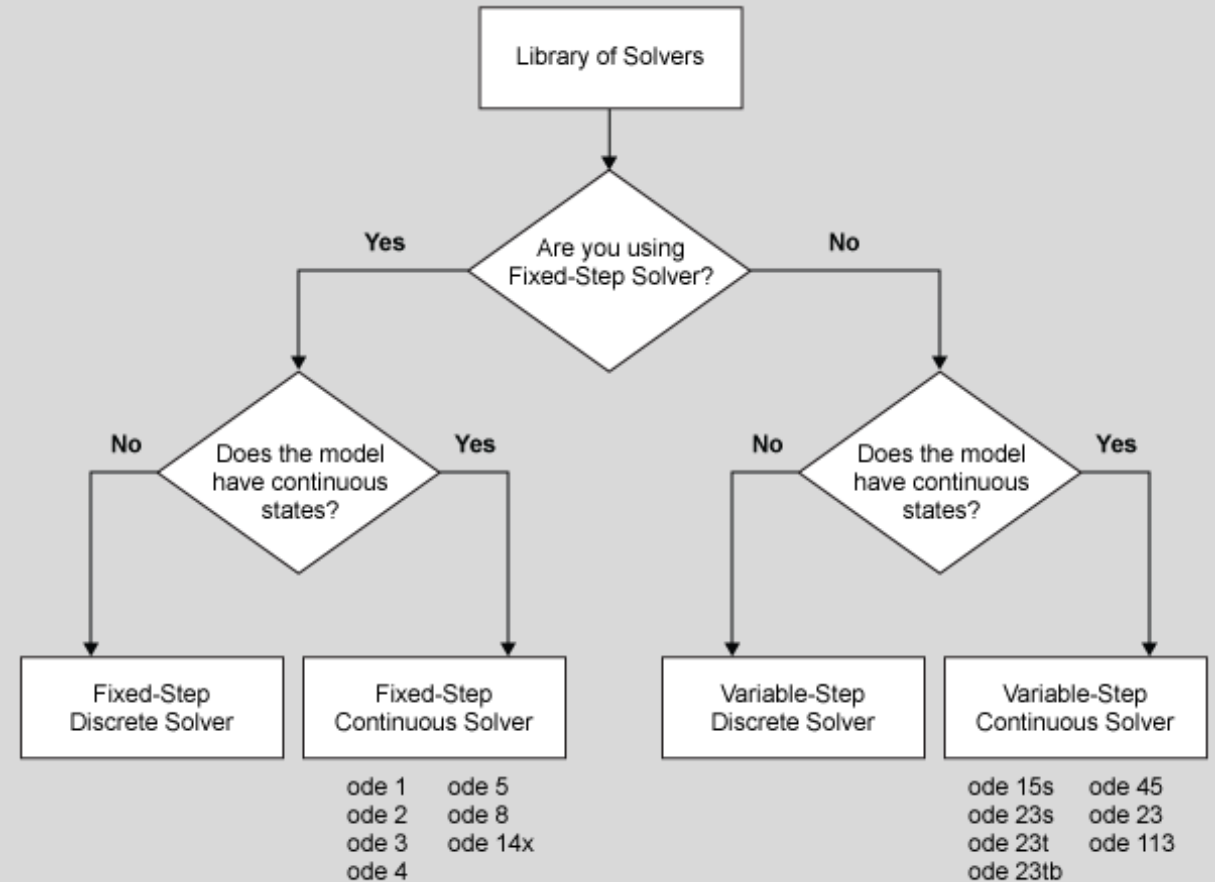 Library of Solvers
Yes
Are you using
Fixed-Step Solver?
No
No
Does the model
have continuous
states?
Yes
No
Does the model
have continuous
states?
Yes
Fixed-Step
Discrete Solver
Fixed-Step
Continuous Solver
Variable-Step
Discrete Solver
Variable-Step
Continuous Solver
ode 1 ode 5
ode 2 ode 8
ode 3 ode 14x
ode 4
ode 15s ode 45
ode 23s ode 23
ode 23t ode 113
ode 23tb